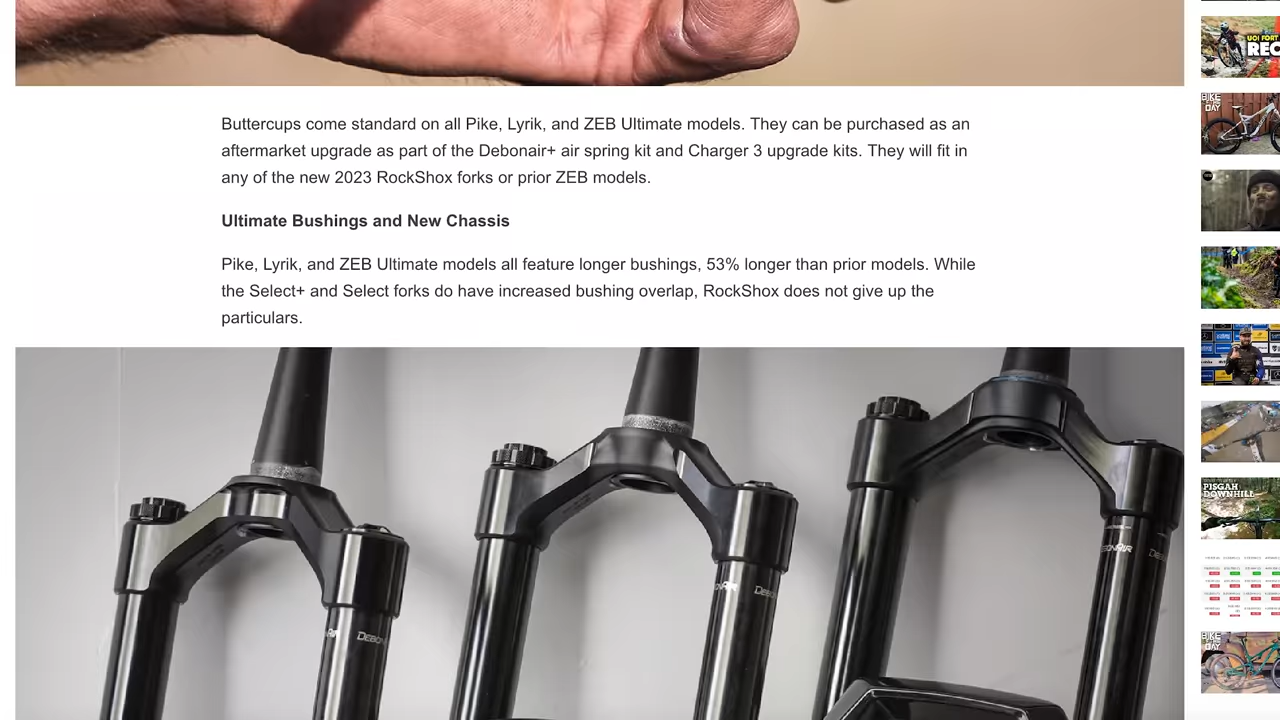 Buttercups come standard on all Pike, Lyrik, and ZEB Ultimate models. They can be purchased as an
aftermarket upgrade as part of the Debonair+ air spring kit and Charger 3 upgrade kits. They will fit in
any of the new 2023 RockShox forks or prior ZEB models.
Ultimate Bushings and New Chassis
Pike, Lyrik, and ZEB Ultimate models all feature longer bushings, 53% longer than prior models. While
the Select+ and Select forks do have increased bushing overlap, RockShox does not give up the
particulars.
BIKE
DAY
PISGAH
DOWNHILL
BIKE
DAY